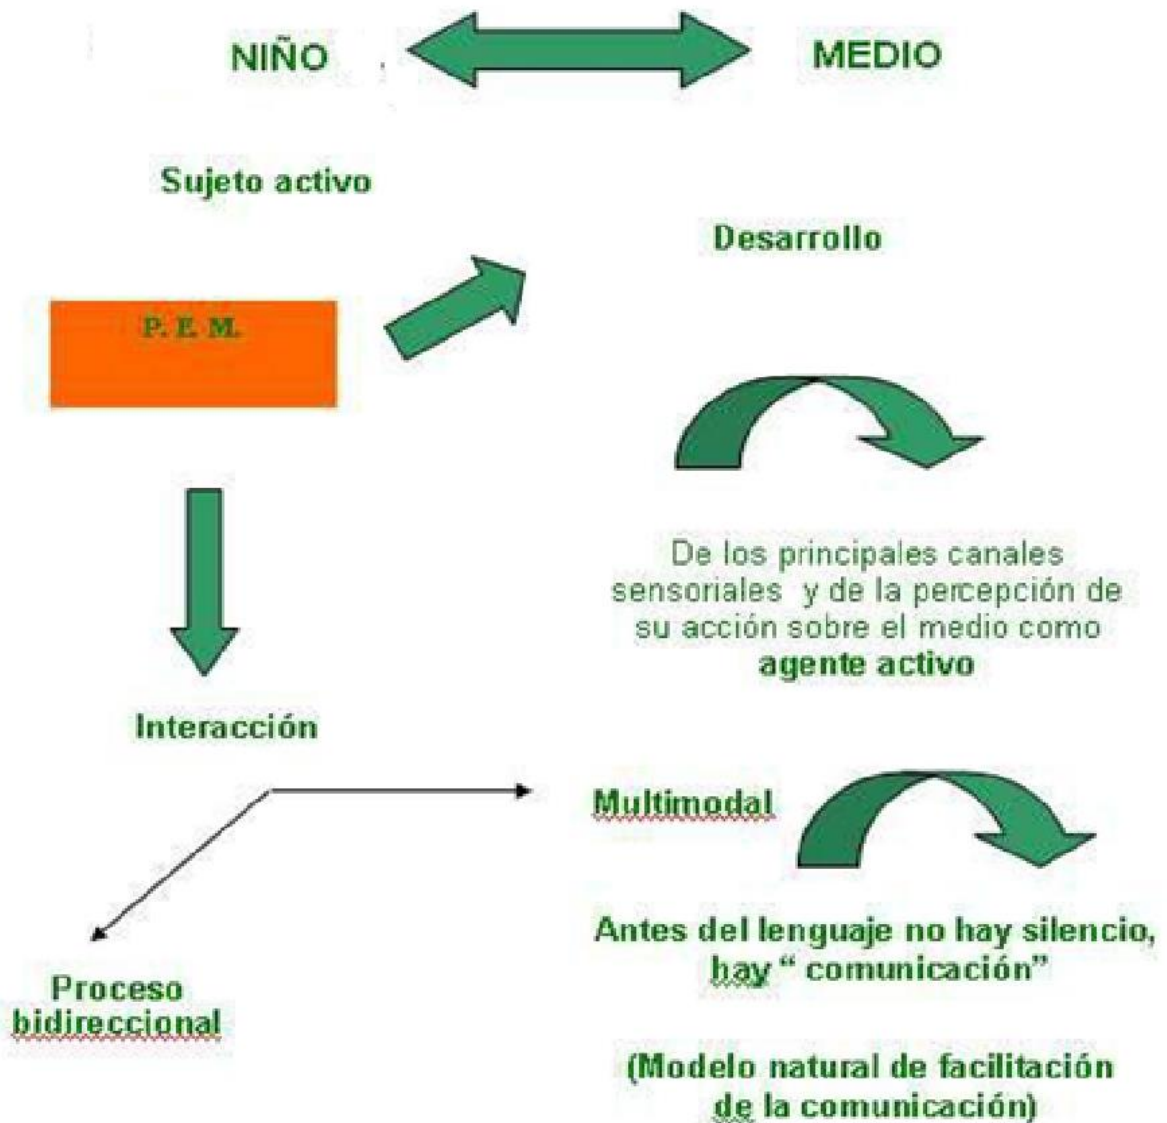 NIÑO
MEDIO
Sujeto activo
Desarrollo
P. E. M.
De los principales canales
sensoriales y de la percepción de
su acción sobre el medio como
agente activo
Interacción
Multimodal
Antes del lenguaje no hay silencio,
hay “ comunicación”
Proceso
bidireccional
(Modelo natural de facilitación
de la comunicación)